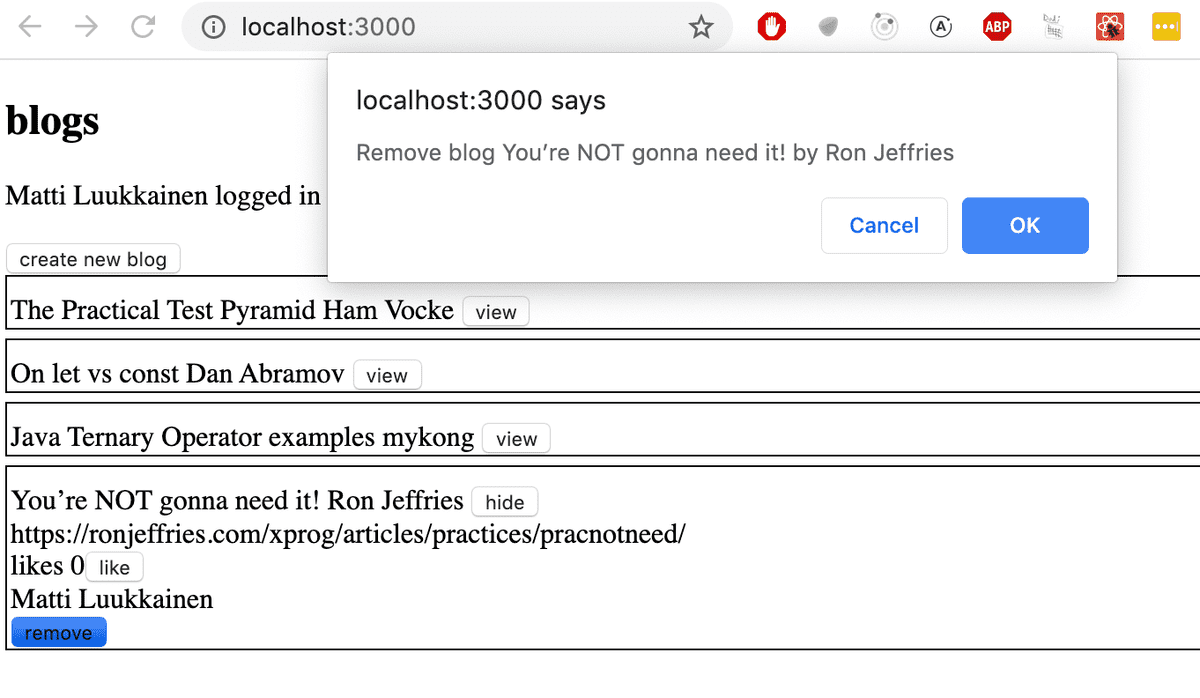 localhost:3000
ABP
localhost:3000 says
Remove blog You’re NOT gonna need it! by Ron Jeffries
Cancel OK
blogs
Matti Luukkainen logged in
create new blog
The Practical Test Pyramid Ham Vocke view
On let vs const Dan Abramov view
Java Ternary Operator examples mykong view
You’re NOT gonna need it! Ron Jeffries hide
https://ronjeffries.com/xprog/articles/practices/pracnotneed/
likes 0 like
Matti Luukkainen
remove